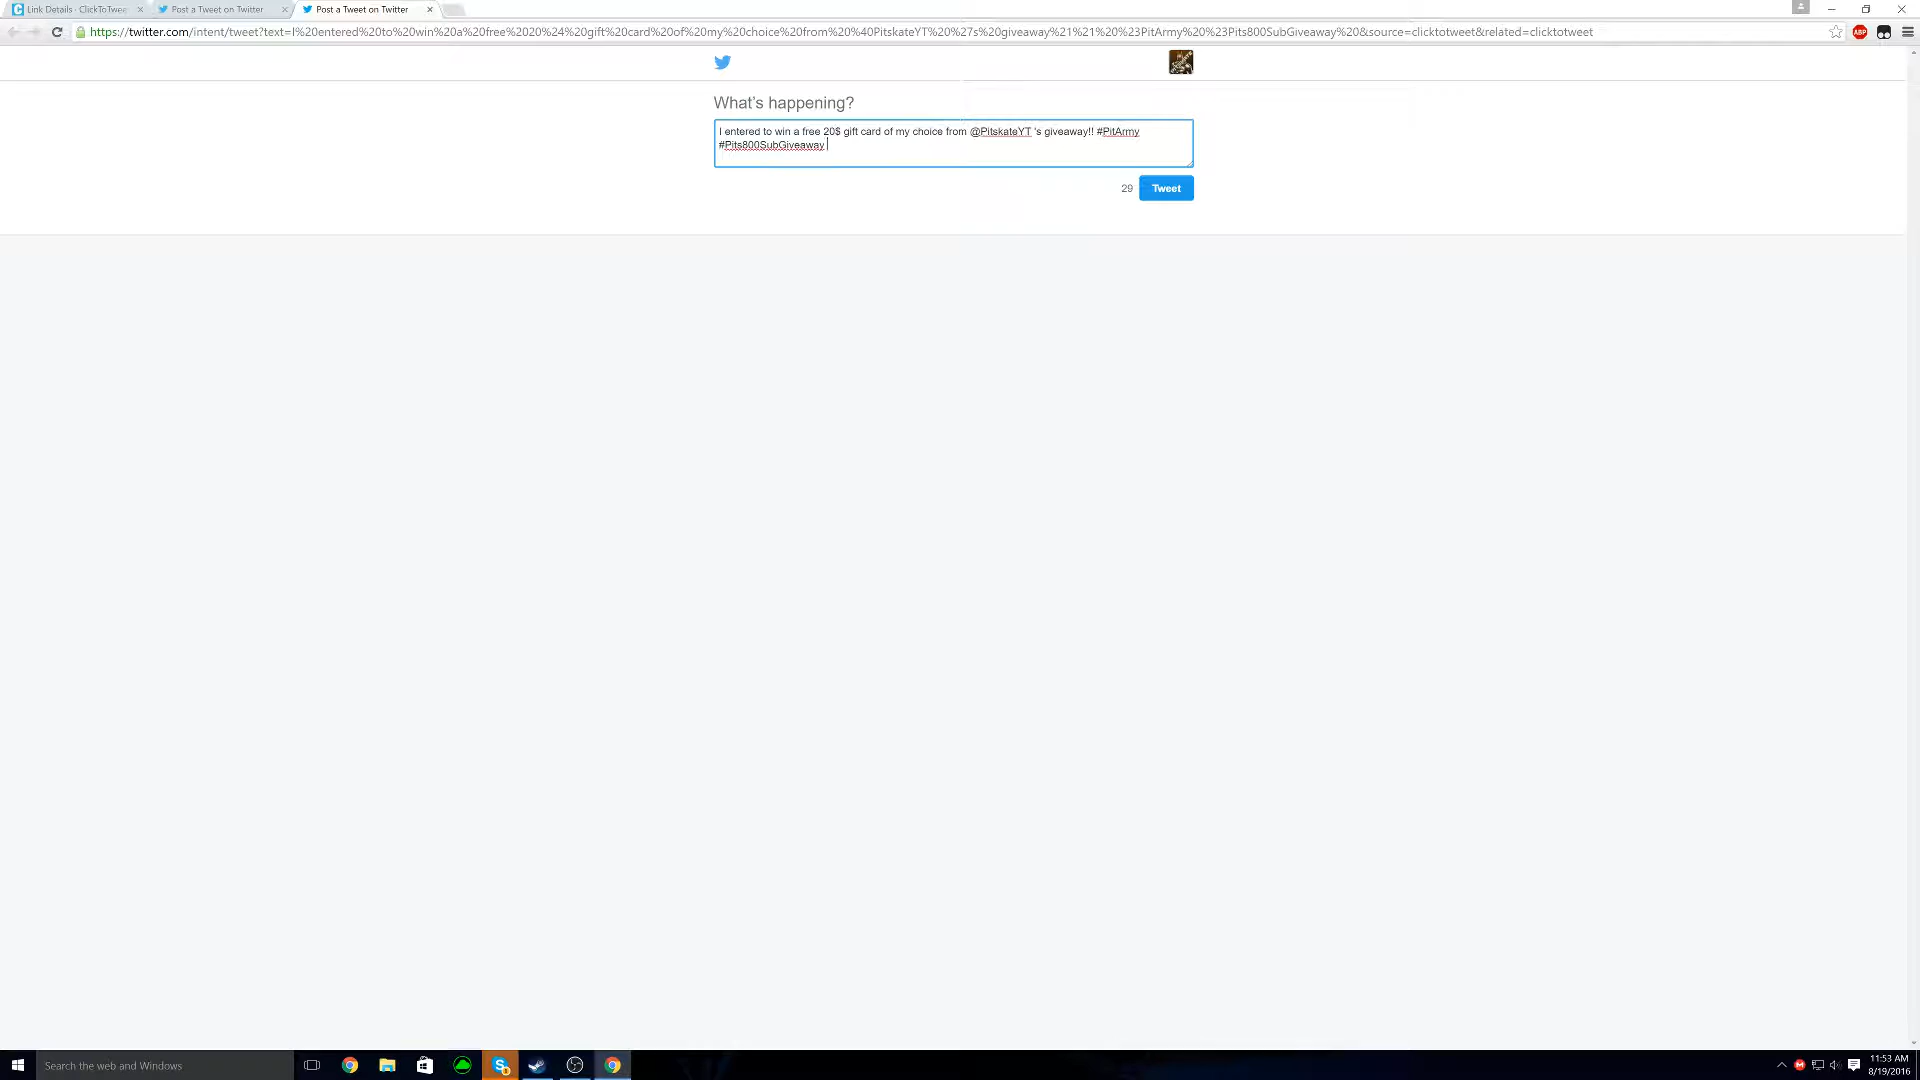 Link Details - ClickToTwee
Post a Tweet on Twitter
Post a Tweet on Twitter
https://twitter.com/intent/tweet?text=I%20entered%20to%20win%20a%20free%2020%24%20gift%20card%20of%20my%20choice%20from%20%40PitskateYT%20%27s%20giveaway%21%21%20%23PitArmy%20%23Pits800SubGiveaway%20&source=clicktotweet&related=clicktotweet
ABP
What's happening?
I entered to win a free 20$ gift card of my choice from @PitskateYT 's giveaway!! #PitArmy
#Pits800SubGiveaway
29
Tweet
Search the web and Windows
11:53 AM
8/19/2016